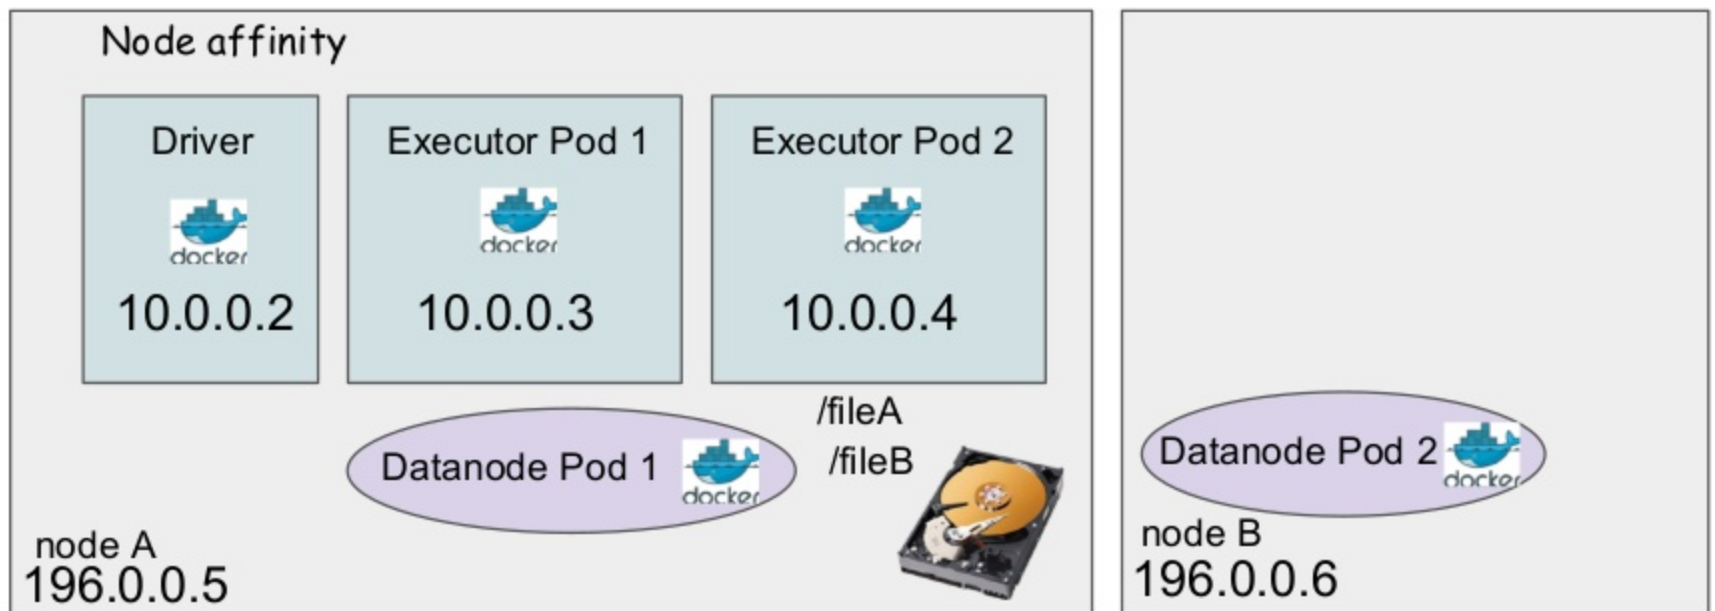 Node affinity
Driver
docker
10.0.0.2
Executor Pod 1
docker
10.0.0.3
Executor Pod 2
docker
10.0.0.4
/fileA
/fileB
Datanode Pod 1
docker
node A
196.0.0.5
Datanode Pod 2
docker
node B
196.0.0.6